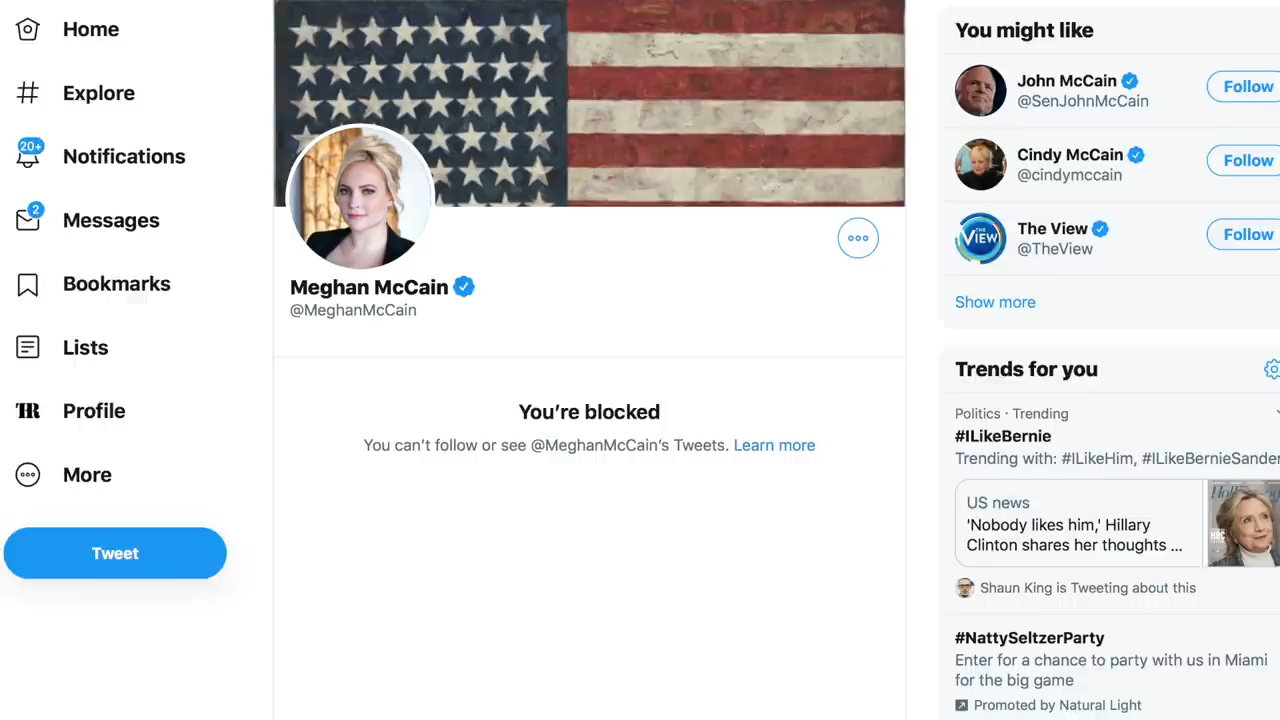 Home
Explore
20+
Notifications
2
Messages
Bookmarks
Lists
Profile
More
Tweet
Meghan McCain
@MeghanMcCain
You're blocked
You can't follow or see @MeghanMcCain's Tweets. Learn more
You might like
John McCain
@SenJohnMcCain
Follow
Cindy McCain
@cindymccain
Follow
THE VIEW
The View
@TheView
Follow
Show more
Trends for you
Politics · Trending
#ILikeBernie
Trending with: #ILikeHim, #ILikeBernieSander
US news
'Nobody likes him,' Hillary
Clinton shares her thoughts ...
Shaun King is Tweeting about this
#NattySeltzerParty
Enter for a chance to party with us in Miami
for the big game
Promoted by Natural Light